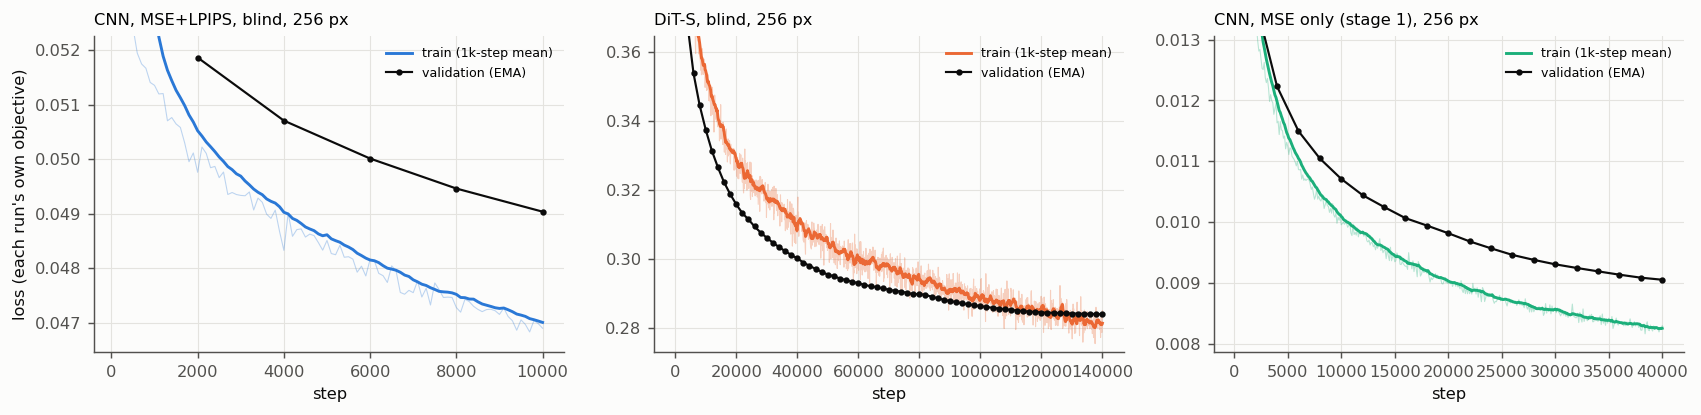 CNN, MSE+LPIPS, blind, 256 px
loss (each run's own objective)
0.052
0.051
0.050
0.049
0.048
0.047
train (1k-step mean)
validation (EMA)
0 2000 4000 6000 8000 10000
step
DiT-S, blind, 256 px
0.36
0.34
0.32
0.30
0.28
train (1k-step mean)
validation (EMA)
0 20000 40000 60000 80000 100000 120000 140000
step
CNN, MSE only (stage 1), 256 px
0.013
0.012
0.011
0.010
0.009
0.008
train (1k-step mean)
validation (EMA)
0 5000 10000 15000 20000 25000 30000 35000 40000
step